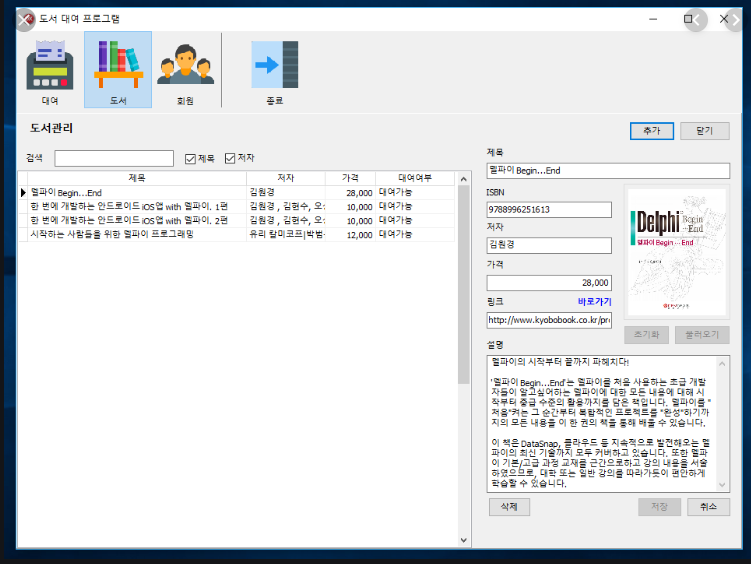 도서 대여 프로그램
대여 도서 회원 종료
도서관리
추가 닫기
검색 제목 저자
제목 저자 가격 대여여부
델파이 Begin...End 김원경 28,000 대여가능
한 번에 개발하는 안드로이드 iOS앱 with 델파이. 1편 김원경 , 김현수, 오 10,000 대여가능
한 번에 개발하는 안드로이드 iOS앱 with 델파이. 2편 김원경 , 김현수, 오 10,000 대여가능
시작하는 사람들을 위한 델파이 프로그래밍 유리 칼미코프|박범 12,000 대여가능
제목
델파이 Begin...End
ISBN
9788996251613
저자
김원경
가격
28,000
링크 바로가기
http://www.kyobobook.co.kr/pr
Delphi Begin
...End
델파이 Begin...End
초기화 불러오기
설명
델파이의 시작부터 끝까지 파헤치다!
'델파이 Begin...End'는 델파이를 처음 사용하는 초급 개발
자들이 알고싶어하는 델파이에 대한 모든 내용에 대해 시
작부터 중급 수준의 활용까지를 담은 책입니다. 델파이를 "
처음"켜는 그 순간부터 복합적인 프로젝트를 "완성"하기까
지의 모든 내용을 이 한 권의 책을 통해 배울 수 있습니다.
이 책은 DataSnap, 클라우드 등 지속적으로 발전해오는 델
파이의 최신 기술까지 모두 커버하고 있습니다. 또한 델파
이 기본/고급 과정 교재를 근간으로하고 강의 내용을 서술
하였으므로, 대학 또는 일반 강의를 따라가듯이 편안하게
학습할 수 있습니다.
삭제 저장 취소